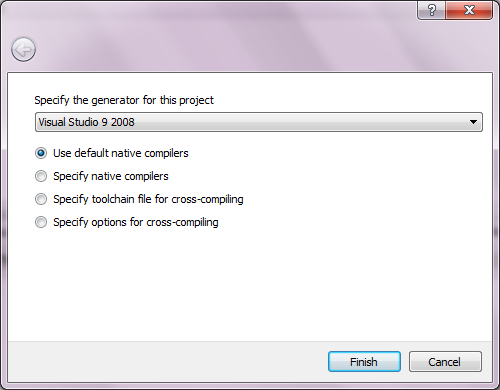 ?
Specify the generator for this project
Visual Studio 9 2008
Use default native compilers
Specify native compilers
Specify toolchain file for cross-compiling
Specify options for cross-compiling
Finish
Cancel